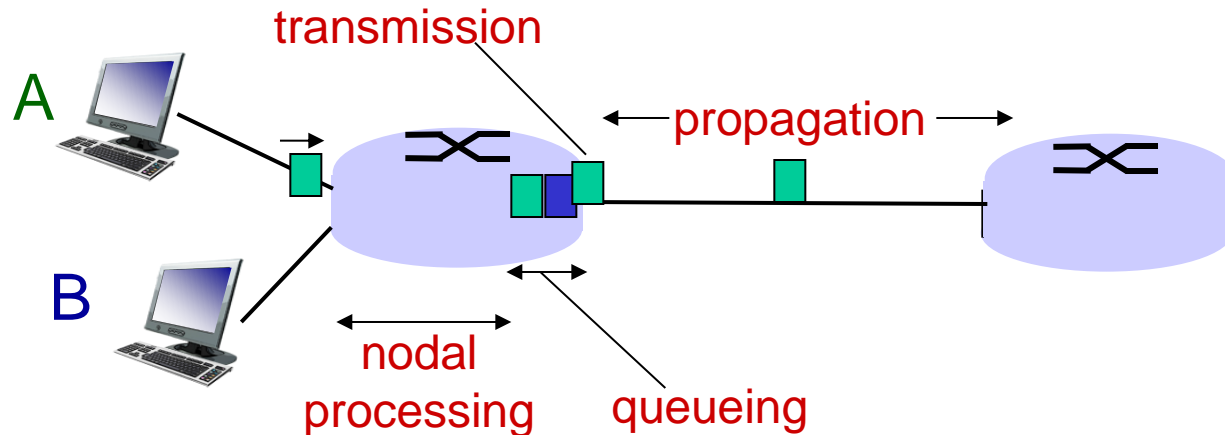 transmission
A
propagation
B
nodal
processing
queueing